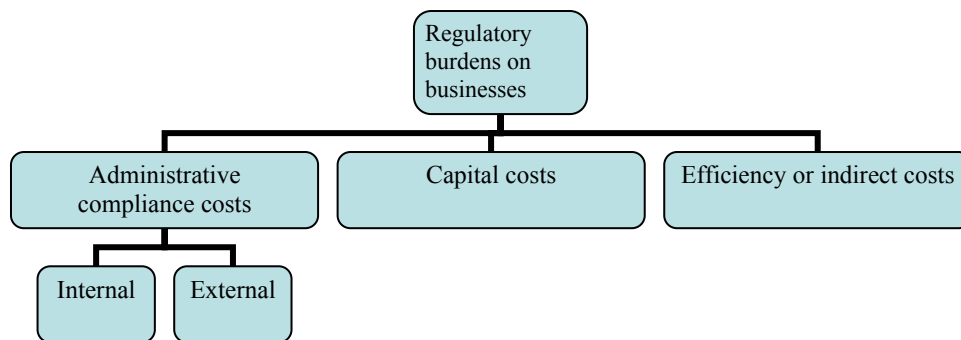 Regulatory
burdens on
businesses
Administrative
compliance costs
Capital costs
Efficiency or indirect costs
Internal
External